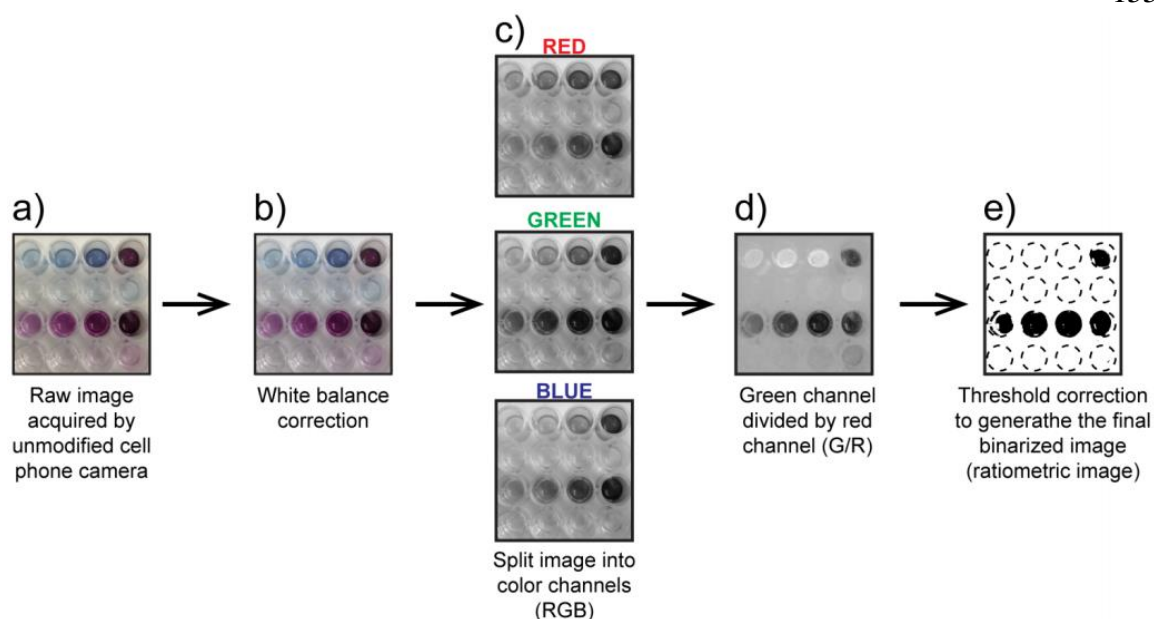 c)
RED
a)
b)
GREEN
d)
e)
BLUE
Raw image
acquired by
unmodified cell
phone camera
White balance
correction
Split image into
color channels
(RGB)
Green channel
divided by red
channel (G/R)
Threshold correction
to generathe the final
binarized image
(ratiometric image)